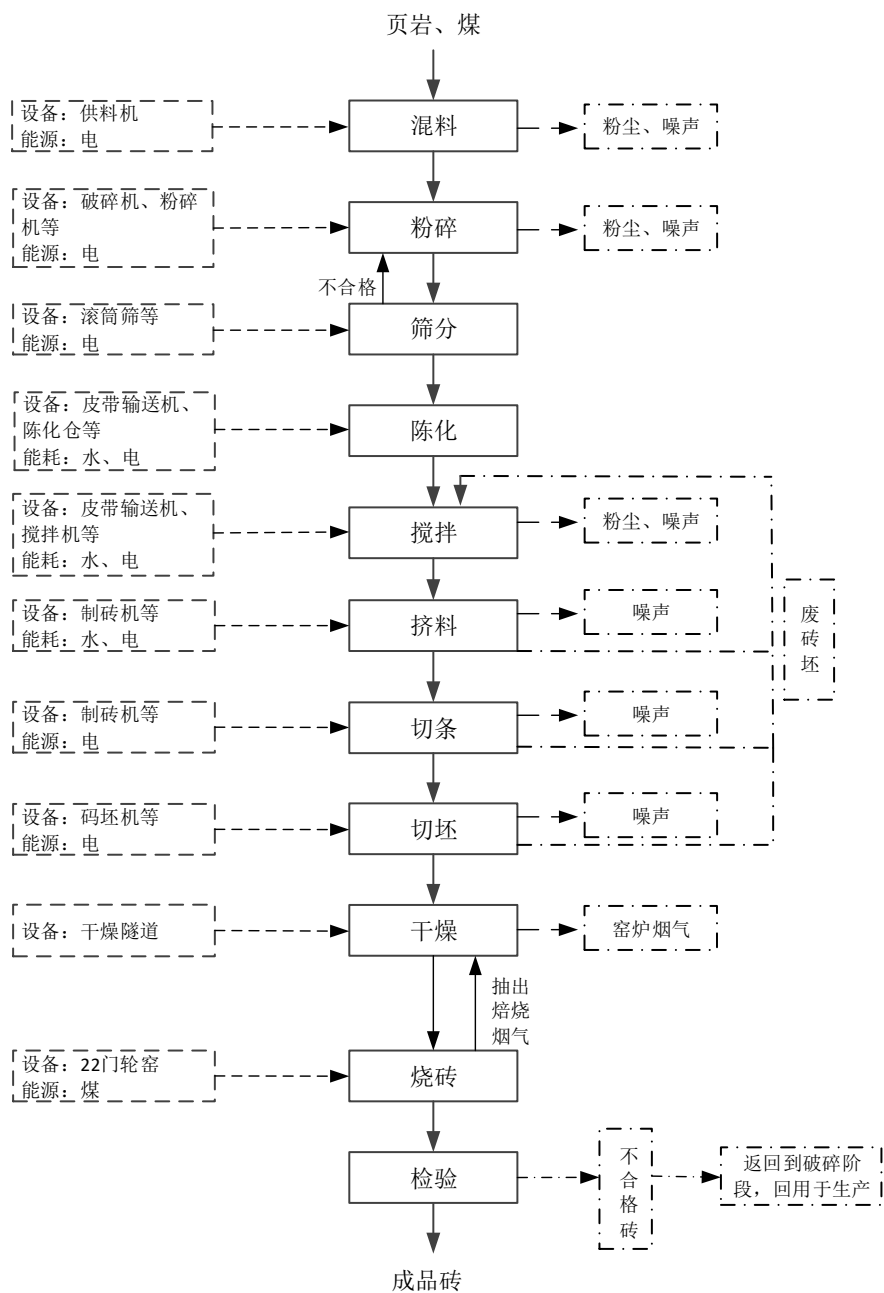 页岩、煤
设备：供料机
能源：电
混料
粉尘、噪声
设备：破碎机、粉碎
机等
能源：电
粉碎
粉尘、噪声
不合格
设备：滚筒筛等
能源：电
筛分
设备：皮带输送机、
陈化仓等
能耗：水、电
陈化
设备：皮带输送机、
搅拌机等
能耗：水、电
搅拌
粉尘、噪声
设备：制砖机等
能耗：水、电
挤料
噪声
废
砖
坯
设备：制砖机等
能源：电
切条
噪声
设备：码坯机等
能源：电
切坯
噪声
设备：干燥隧道
干燥
窑炉烟气
抽出
焙烧
烟气
设备：22门轮窑
能源：煤
烧砖
检验
不
合
格
砖
返回到破碎阶
段，回用于生产
成品砖